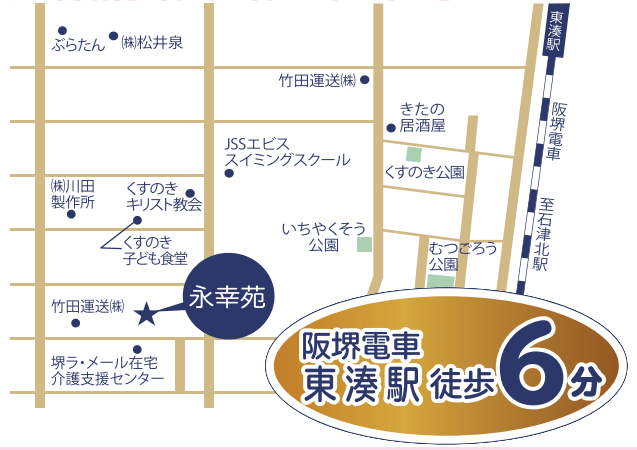 東湊駅
ぶらたん
㈱松井泉
竹田運送㈱
きたの
居酒屋
阪堺電車
JSSエビス
スイミングスクール
くすのき公園
㈱川田
製作所
くすのき
キリスト教会
至石津北駅
いちやくそう
公園
くすのき
子ども食堂
むつごろう
公園
永幸苑
竹田運送㈱
堺ラ・メール在宅
介護支援センター
阪堺電車
東湊駅 徒歩6分